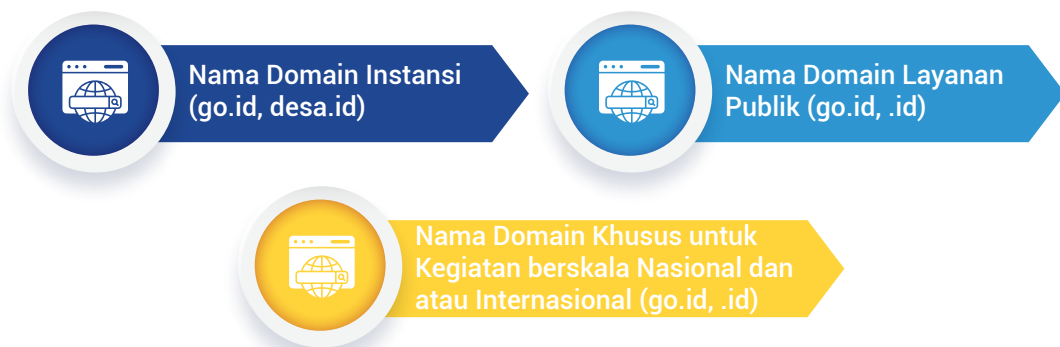 Nama Domain Instansi
(go.id, desa.id)
Nama Domain Layanan
Publik (go.id, .id)
Nama Domain Khusus untuk
Kegiatan berskala Nasional dan
atau Internasional (go.id, .id)